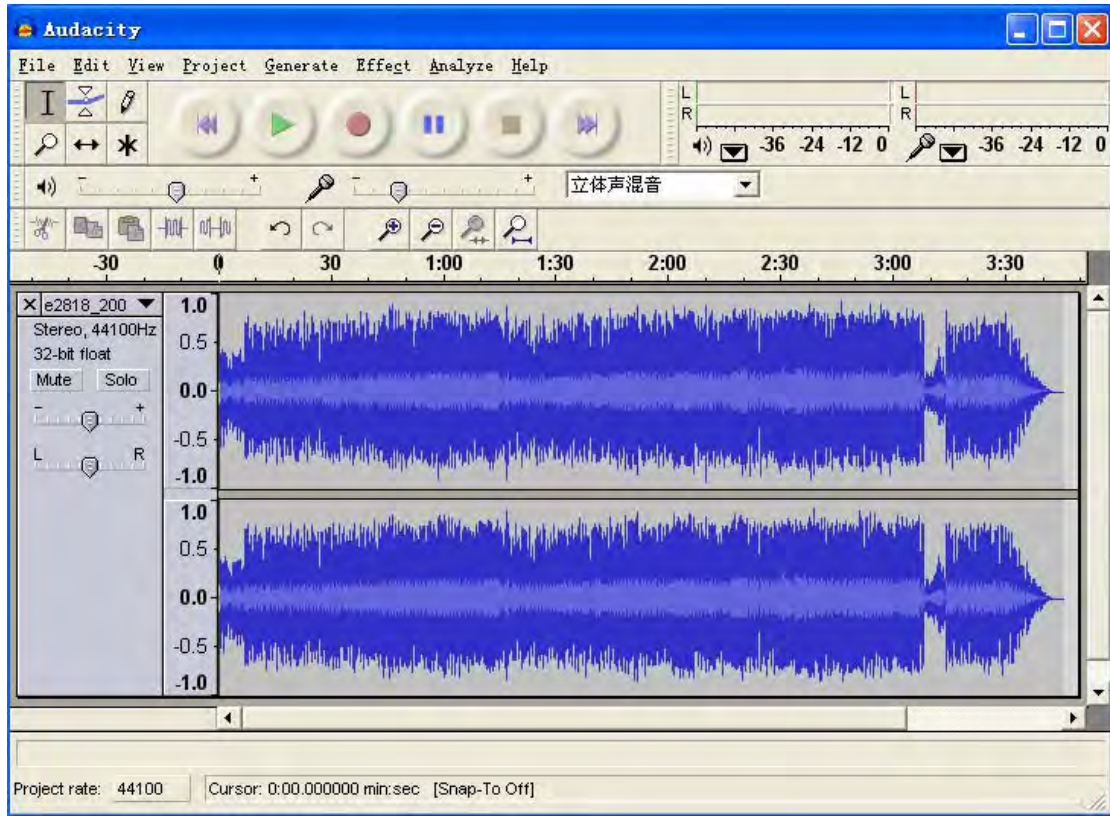 Audacity
File Edit View Project Generate Effect Analyze Help
L
R
-36 -24 -12 0
L
R
-36 -24 -12 0
- +
- +
立体声混音
-30 0 30 1:00 1:30 2:00 2:30 3:00 3:30
X e2818_200
Stereo, 44100Hz
32-bit float
Mute Solo
- +
L R
1.0
0.5
0.0
-0.5
-1.0
1.0
0.5
0.0
-0.5
-1.0
Project rate: 44100 Cursor: 0:00.000000 min:sec [Snap-To Off]